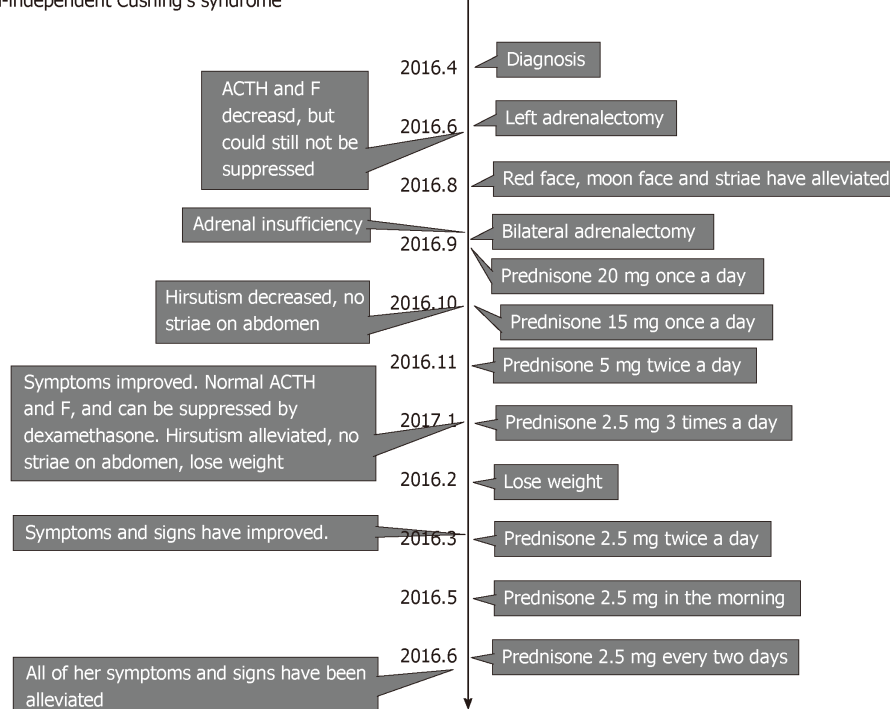 -independent Cushing's syndrome
2016.4
Diagnosis
ACTH and F
decreasd, but
could still not be
suppressed
2016.6
Left adrenalectomy
2016.8
Red face, moon face and striae have alleviated
Adrenal insufficiency
2016.9
Bilateral adrenalectomy
Prednisone 20 mg once a day
Hirsutism decreased, no
striae on abdomen
2016.10
Prednisone 15 mg once a day
2016.11
Prednisone 5 mg twice a day
Symptoms improved. Normal ACTH
and F, and can be suppressed by
dexamethasone. Hirsutism alleviated, no
striae on abdomen, lose weight
2017.1
Prednisone 2.5 mg 3 times a day
2016.2
Lose weight
Symptoms and signs have improved.
2016.3
Prednisone 2.5 mg twice a day
2016.5
Prednisone 2.5 mg in the morning
2016.6
Prednisone 2.5 mg every two days
All of her symptoms and signs have been
alleviated